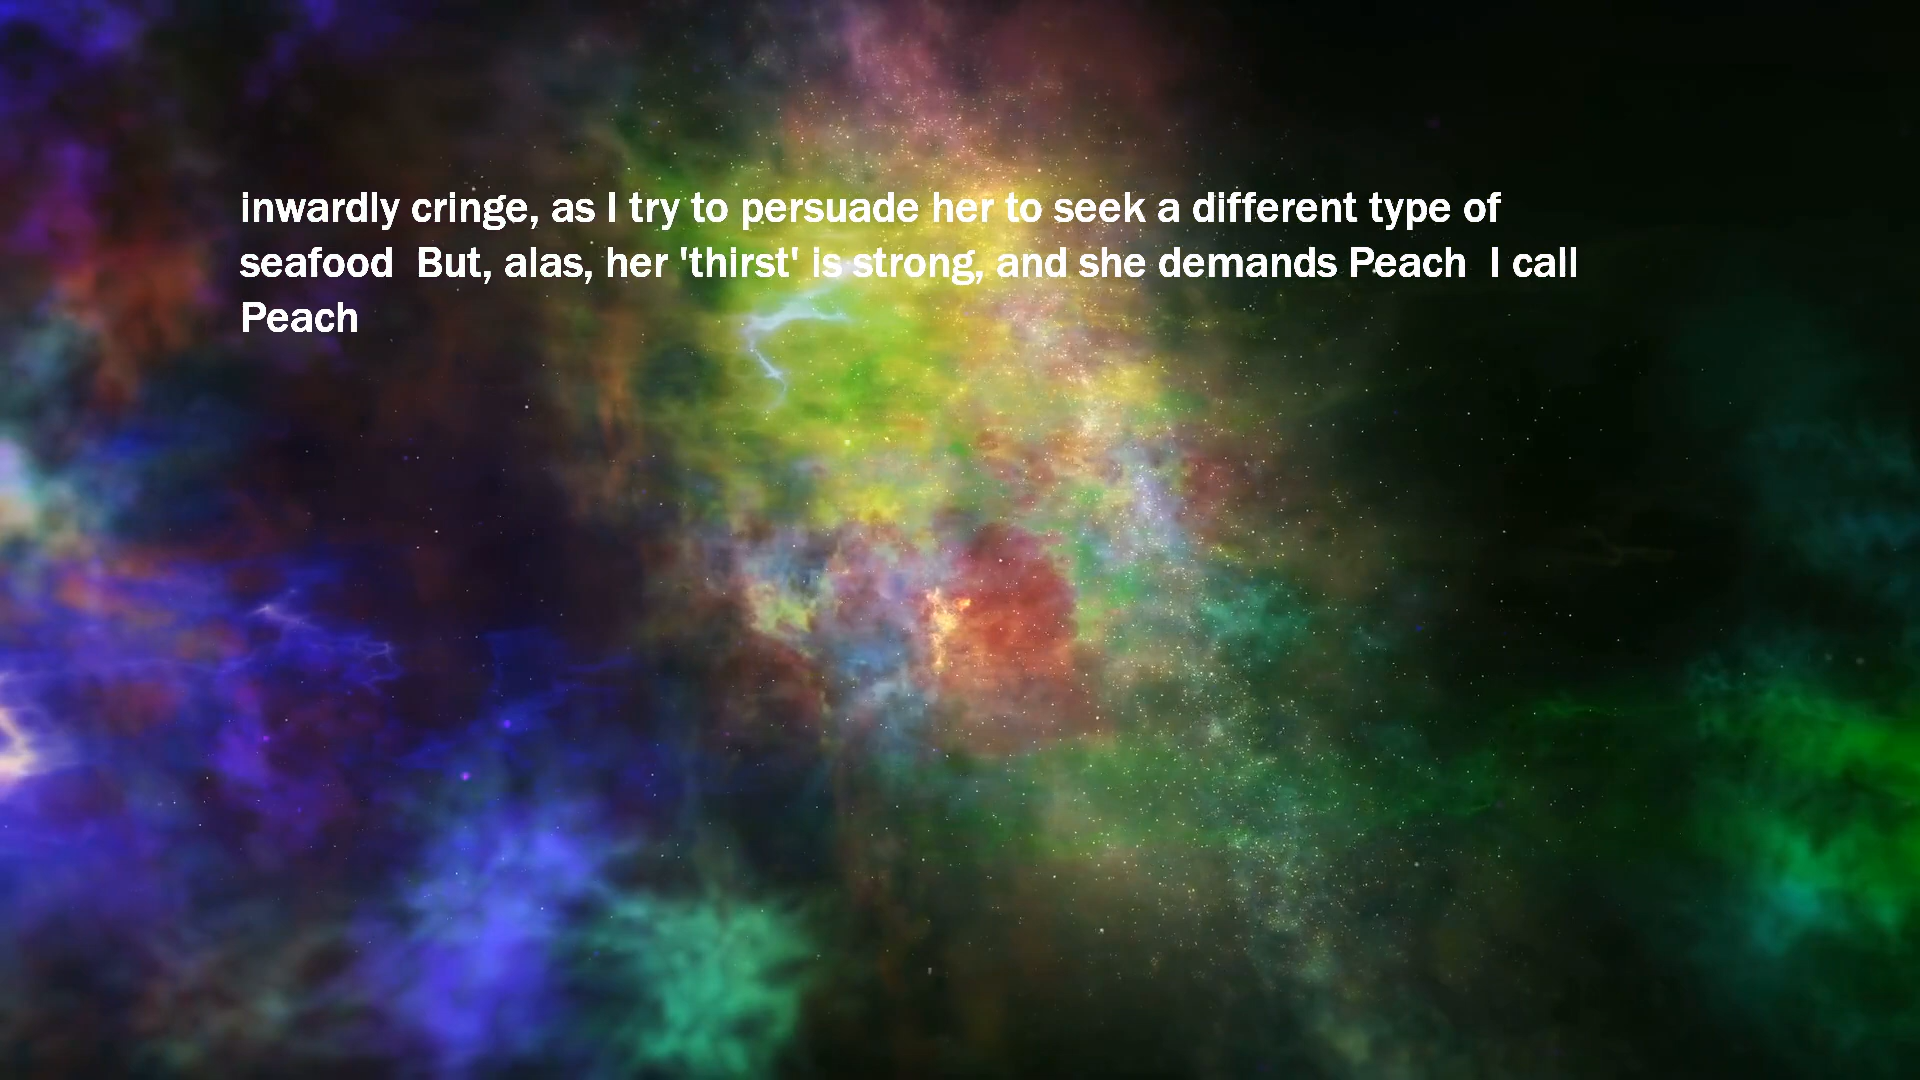 inwardly cringe, as I try to persuade her to seek a different type of
seafood  But, alas, her 'thirst' is strong, and she demands Peach  I call
Peach